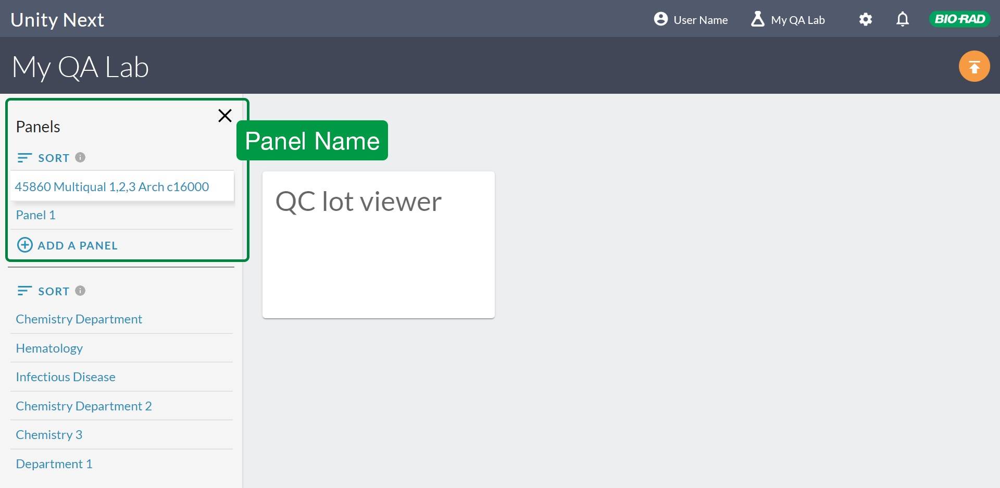 Unity Next
User Name
My QA Lab
BIO-RAD
My QA Lab
Panels
Panel Name
SORT
45860 Multiqual 1,2,3 Arch c16000
Panel 1
ADD A PANEL
QC lot viewer
SORT
Chemistry Department
Hematology
Infectious Disease
Chemistry Department 2
Chemistry 3
Department 1